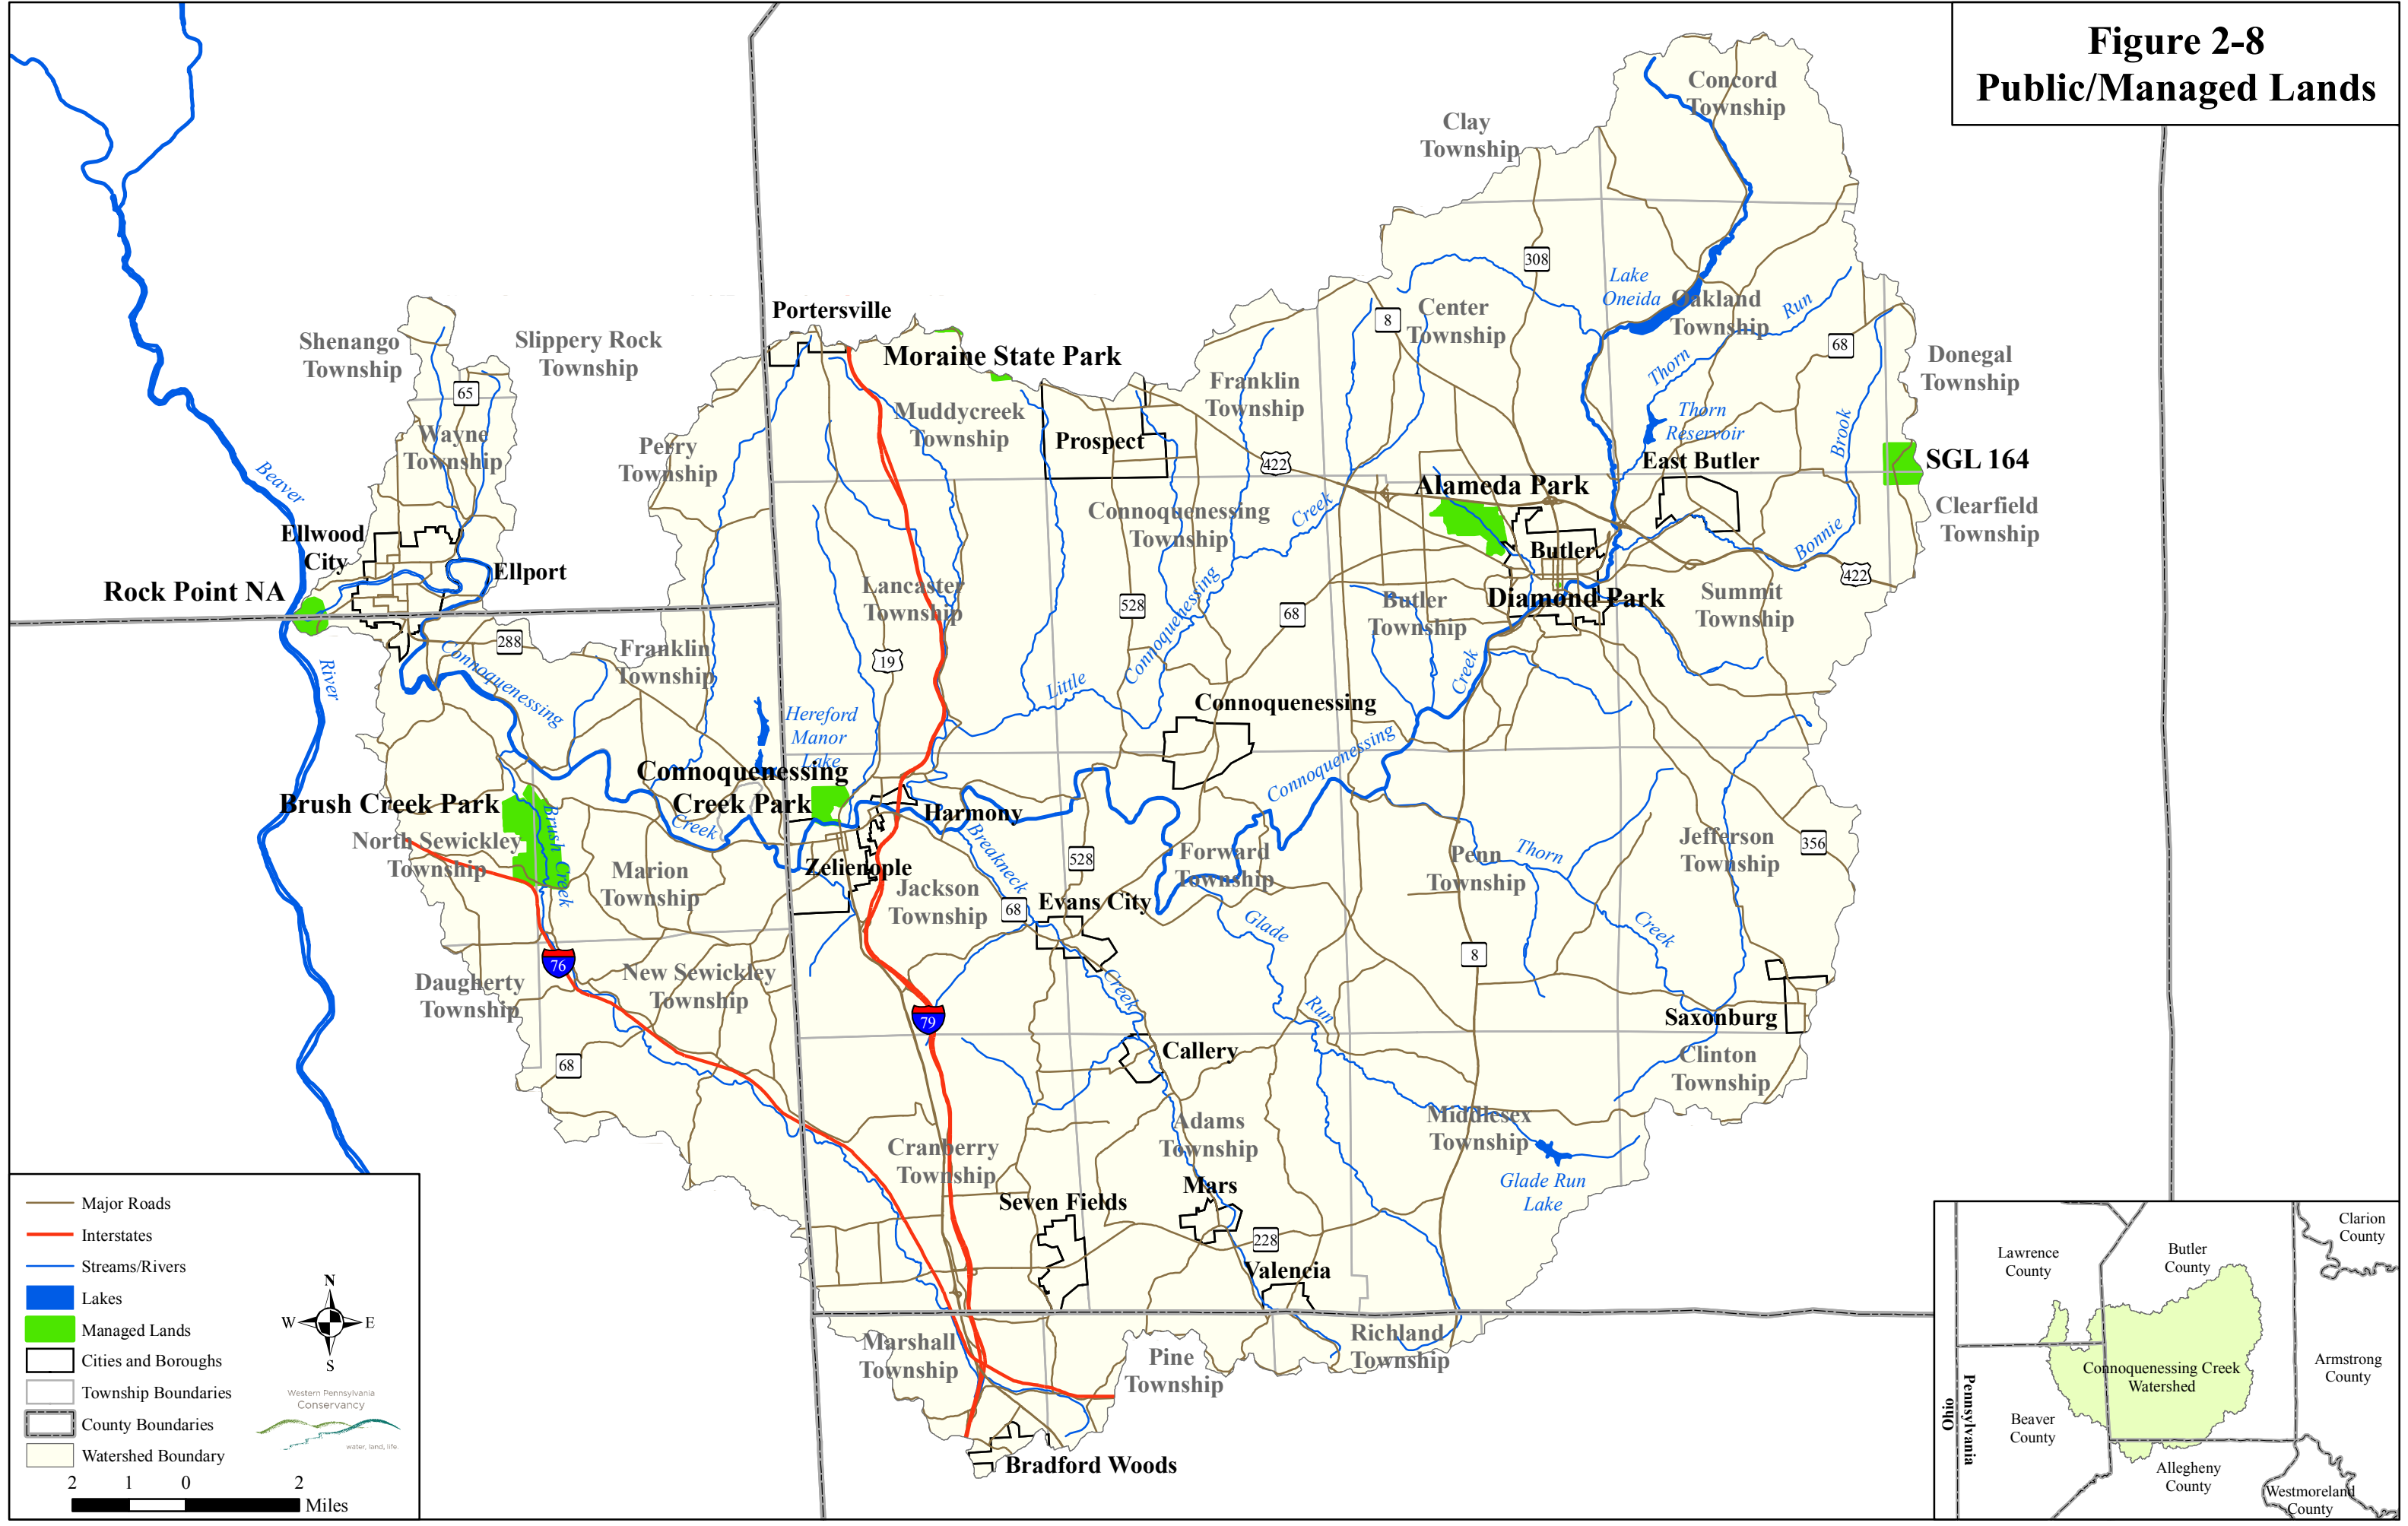 Figure 2-8
Public/Managed Lands
Concord
Township
Clay
Township
308
Lake
Oneida
Oakland
Township
Run
Thorn
Center
Township
8
68
Donegal
Township
Portersville
Moraine State Park
Shenango
Township
Slippery Rock
Township
65
Wayne
Township
Perry
Township
Muddycreek
Township
Prospect
Franklin
Township
422
Thorn
Reservoir
East Butler
Brook
SGL 164
Clearfield
Township
Alameda Park
Beaver
Ellwood
City
Ellport
Rock Point NA
Connoquenessing
Township
Creek
Butler
Bonnie
422
Lancaster
Township
528
Connoquenessing
68
Butler
Township
Diamond Park
Summit
Township
288
River
Connoquenessing
Franklin
Township
19
Little
Creek
Connoquenessing
Hereford
Manor
Lake
Connoquenessing
Connoquenessing
Creek Park
Brush Creek Park
Brush Creek
Creek
Harmony
North Sewickley
Township
Marion
Township
Zelienople
Breakneck
528
Forward
Township
Penn
Township
Thorn
Jefferson
Township
356
Jackson
Township
68
Evans City
Glade
Creek
8
76
Daugherty
Township
New Sewickley
Township
Creek
Run
79
Saxonburg
68
Callery
Clinton
Township
Adams
Township
Middlesex
Township
Cranberry
Township
Glade Run
Lake
Seven Fields
Mars
228
Valencia
Marshall
Township
Pine
Township
Richland
Township
Bradford Woods
Major Roads
Interstates
Streams/Rivers
Lakes
Managed Lands
Cities and Boroughs
Township Boundaries
County Boundaries
Watershed Boundary
N
W
E
S
Western Pennsylvania
Conservancy
water, land, life.
2 1 0 2
Miles
Clarion
County
Lawrence
County
Butler
County
Connoquenessing Creek
Watershed
Armstrong
County
Pennsylvania
Ohio
Beaver
County
Allegheny
County
Westmoreland
County